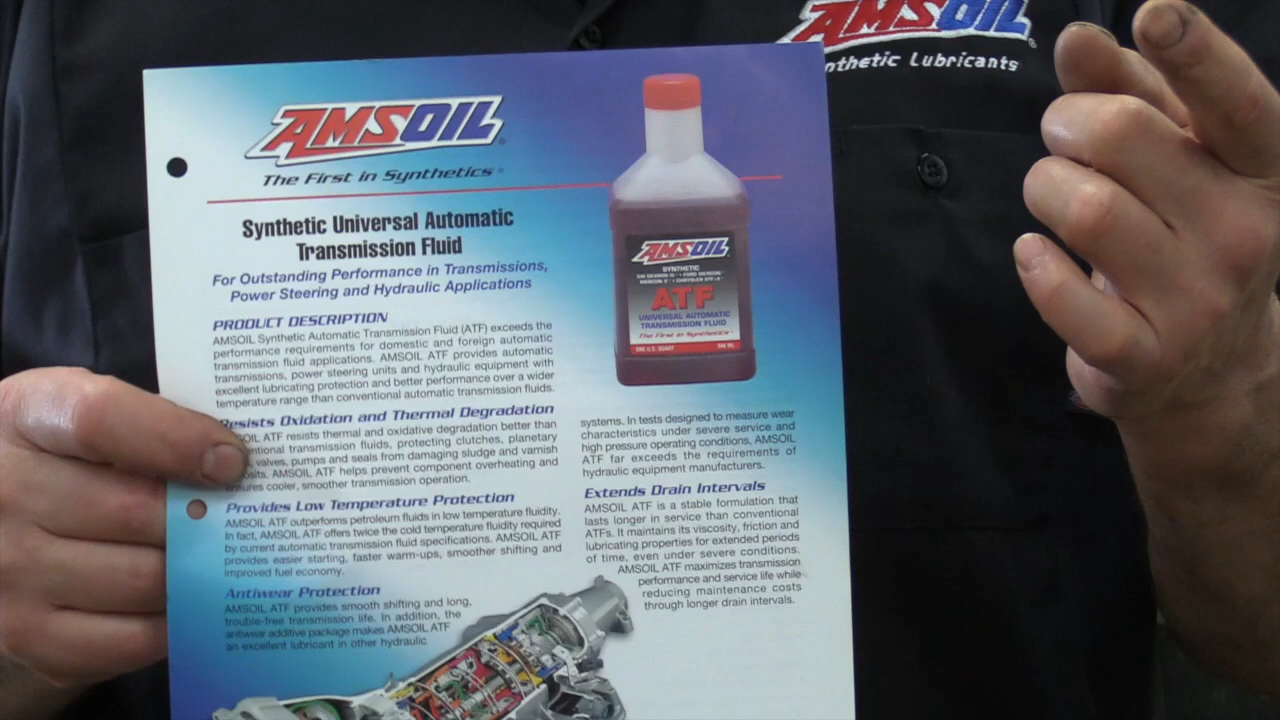 AMSOIL
nthetic Lubricants
AMSOIL
The First in Synthetics
Synthetic Universal Automatic
Transmission Fluid
For Outstanding Performance in Transmissions,
Power Steering and Hydraulic Applications
PRODUCT DESCRIPTION
AMSOIL Synthetic Automatic Transmission Fluid (ATF) exceeds the
performance requirements for domestic and foreign automatic
transmission fluid applications. AMSOIL ATF provides automatic
transmissions, power steering units and hydraulic equipment with
excellent lubricating protection and better performance over a wider
temperature range than conventional automatic transmission fluids.
Resists Oxidation and Thermal Degradation
OIL ATF resists thermal and oxidative degradation better than
entional transmission fluids, protecting clutches, planetary
valves, pumps and seals from damaging sludge and varnish
osits. AMSOIL ATF helps prevent component overheating and
ensures cooler, smoother transmission operation.
Provides Low Temperature Protection
AMSOIL ATF outperforms petroleum fluids in low temperature fluidity.
In fact, AMSOIL ATF offers twice the cold temperature fluidity required
by current automatic transmission fluid specifications. AMSOIL ATF
provides easier starting, faster warm-ups, smoother shifting and
improved fuel economy.
Antiwear Protection
AMSOIL ATF provides smooth shifting and long,
trouble-free transmission life. In addition, the
antiwear additive package makes AMSOIL ATF
an excellent lubricant in other hydraulic
AMSOIL
SYNTHETIC
ATF
UNIVERSAL AUTOMATIC
TRANSMISSION FLUID
The First in Synthetics
ONE U.S. QUART 946 ML
systems. In tests designed to measure wear
characteristics under severe service and
high pressure operating conditions, AMSOIL
ATF far exceeds the requirements of
hydraulic equipment manufacturers.
Extends Drain Intervals
AMSOIL ATF is a stable formulation that
lasts longer in service than conventional
ATFs. It maintains its viscosity, friction and
lubricating properties for extended periods
of time, even under severe conditions.
AMSOIL ATF maximizes transmission
performance and service life while
reducing maintenance costs
through longer drain intervals.